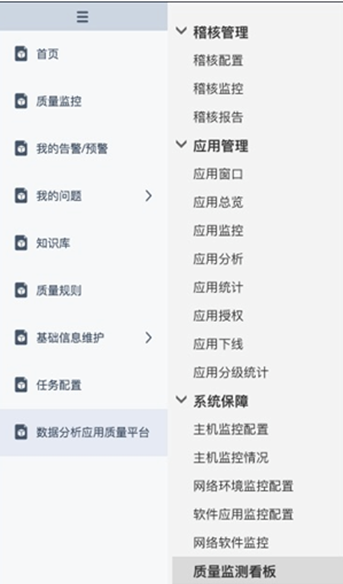 首页
质量监控
我的告警/预警
我的问题
知识库
质量规则
基础信息维护
任务配置
数据分析应用质量平台
稽核管理
稽核配置
稽核监控
稽核报告
应用管理
应用窗口
应用总览
应用监控
应用分析
应用统计
应用授权
应用下线
应用分级统计
系统保障
主机监控配置
主机监控情况
网络环境监控配置
软件应用监控配置
网络软件监控
质量监测看板